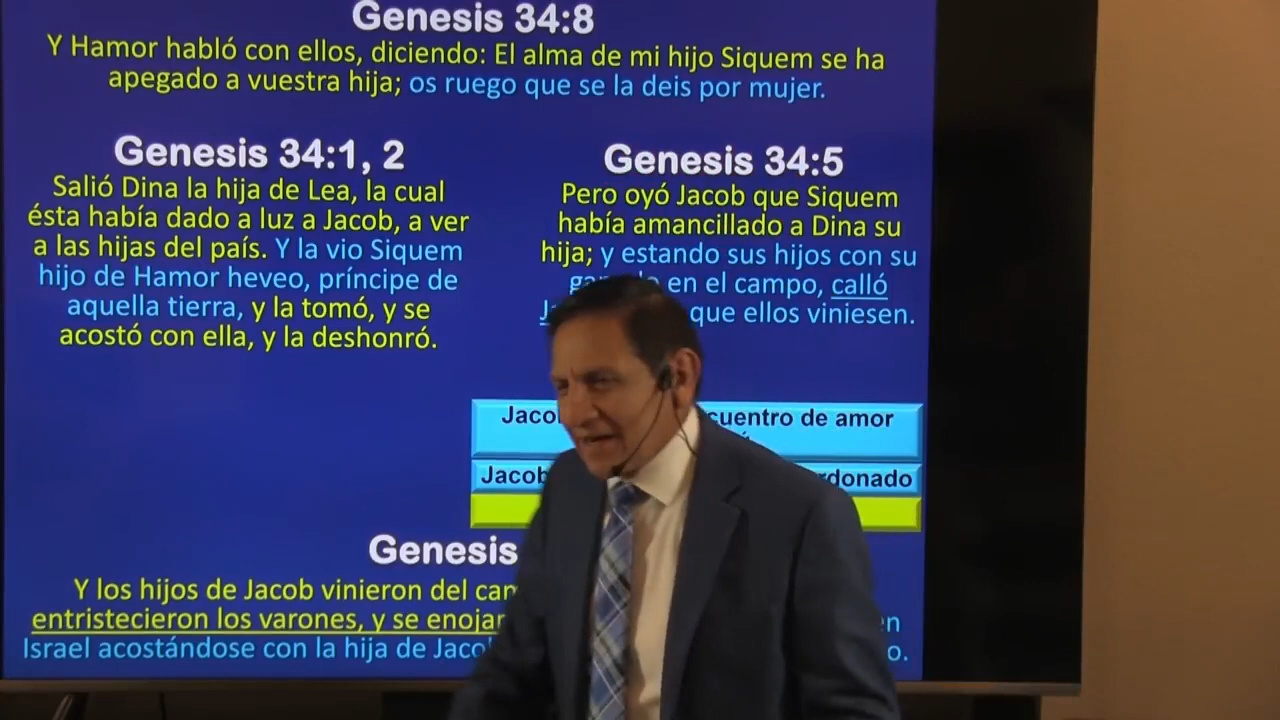 Genesis 34:8
Y Hamor habló con ellos, diciendo: El alma de mi hijo Siquem se ha
apegado a vuestra hija; os ruego que se la deis por mujer.
Genesis 34:1, 2
Salió Dina la hija de Lea, la cual
ésta había dado a luz a Jacob, a ver
a las hijas del país. Y la vio Siquem
hijo de Hamor heveo, príncipe de
aquella tierra, y la tomó, y se
acostó con ella, y la deshonró.
Genesis 34:5
Pero oyó Jacob que Siquem
había amancillado a Dina su
hija; y estando sus hijos con su
en el campo, calló
que ellos viniesen.
cuentro de amor
Jacob
donado
Genesis
Y los hijos de Jacob vinieron del
entristecieron los varones, y se
Israel acostándose con la hija de